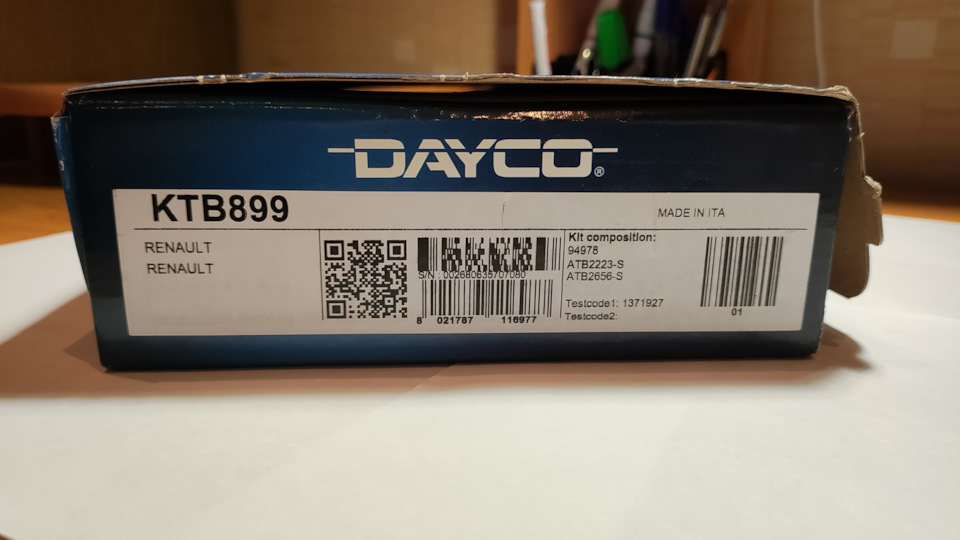 DAYCO®
KTB899
MADE IN ITA
RENAULT
RENAULT
S/N : 002680635707080
8 021787 116977
Kit composition:
94978
ATB2223-S
ATB2656-S
Testcode1: 1371927
Testcode2:
01